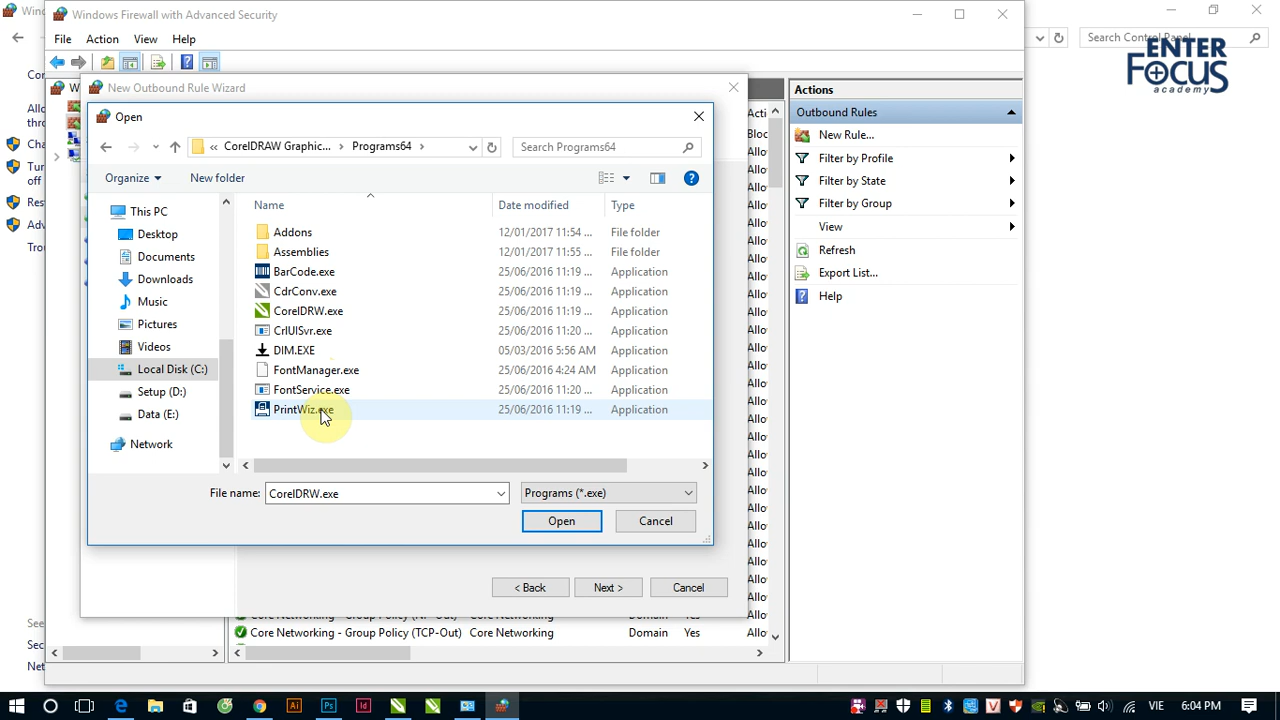 Wind
Windows Firewall with Advanced Security
Search Control Panel
ENTER
FOCUS
academy
File
Action
View
Help
Cor
New Outbound Rule Wizard
Actions
Open
Outbound Rules
« CorelDRAW Graphic... > Programs64 >
Search Programs64
New Rule...
Organize
New folder
Filter by Profile
Filter by State
Filter by Group
View
Refresh
Export List...
Help
Name
Date modified
Type
This PC
Desktop
Documents
Downloads
Music
Pictures
Videos
Local Disk (C:)
Setup (D:)
Data (E:)
Network
Addons 12/01/2017 11:54 ... File folder
Assemblies 12/01/2017 11:55 ... File folder
BarCode.exe 25/06/2016 11:19 ... Application
CdrConv.exe 25/06/2016 11:19 ... Application
CorelDRW.exe 25/06/2016 11:19 ... Application
CrlUISvr.exe 25/06/2016 11:20 ... Application
DIM.EXE 05/03/2016 5:56 AM Application
FontManager.exe 25/06/2016 4:24 AM Application
FontService.exe 25/06/2016 11:20 ... Application
PrintWiz.exe 25/06/2016 11:19 ... Application
File name: CorelDRW.exe
Programs (*.exe)
Open
Cancel
< Back
Next >
Cancel
Core Networking - Group Policy (TCP-Out) Core Networking Domain Yes Allo
See
Sec
Net
VIE 6:04 PM